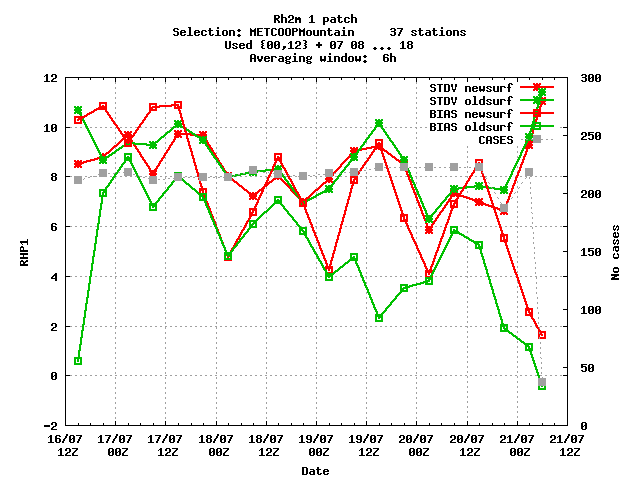 Rh2m 1 patch
Selection: METCOOPMountain 37 stations
Used {00,12} + 07 08 ... 18
Averaging window: 6h
STDV newsurf
STDV oldsurf
BIAS newsurf
BIAS oldsurf
CASES
RHP1
12
10
8
6
4
2
0
-2
300
250
200
150
100
50
0
No cases
16/07 17/07 17/07 18/07 18/07 19/07 19/07 20/07 20/07 21/07 21/07
12Z 00Z 12Z 00Z 12Z 00Z 12Z 00Z 12Z 00Z 12Z
Date